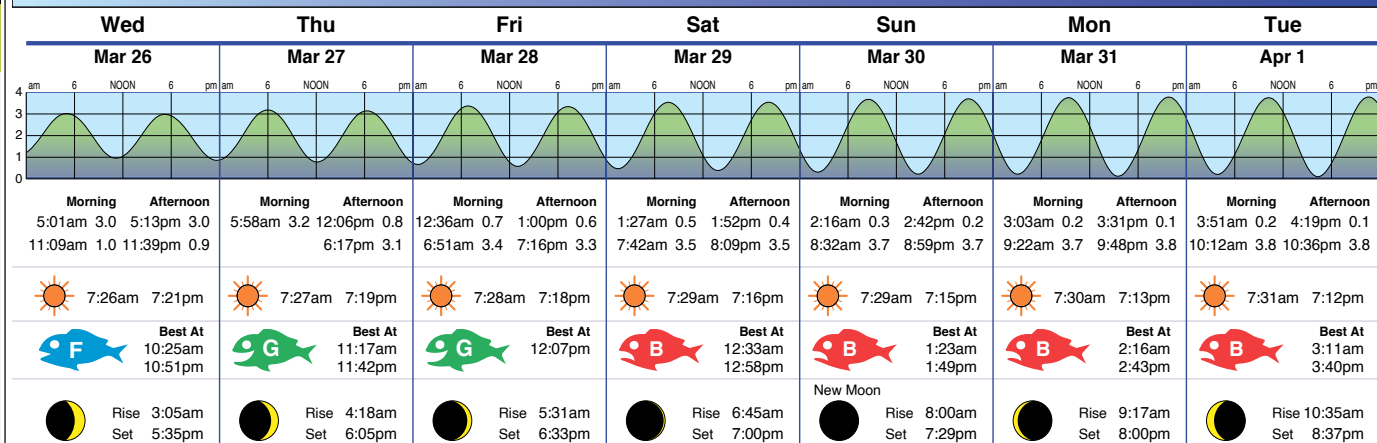 Wed Thu Fri Sat Sun Mon Tue
Mar 26 Mar 27 Mar 28 Mar 29 Mar 30 Mar 31 Apr 1
am 6 NOON 6 pm am 6 NOON 6 pm am 6 NOON 6 pm am 6 NOON 6 pm am 6 NOON 6 pm am 6 NOON 6 pm am 6 NOON 6 pm
4
3
2
1
0
Morning Afternoon Morning Afternoon Morning Afternoon Morning Afternoon Morning Afternoon Morning Afternoon Morning Afternoon
5:01am 3.0 5:13pm 3.0 5:58am 3.2 12:06pm 0.8 12:36am 0.7 1:00pm 0.6 1:27am 0.5 1:52pm 0.4 2:16am 0.3 2:42pm 0.2 3:03am 0.2 3:31pm 0.1 3:51am 0.2 4:19pm 0.1
11:09am 1.0 11:39pm 0.9 6:17pm 3.1 6:51am 3.4 7:16pm 3.3 7:42am 3.5 8:09pm 3.5 8:32am 3.7 8:59pm 3.7 9:22am 3.7 9:48pm 3.8 10:12am 3.8 10:36pm 3.8
7:26am 7:21pm 7:27am 7:19pm 7:28am 7:18pm 7:29am 7:16pm 7:29am 7:15pm 7:30am 7:13pm 7:31am 7:12pm
Best At Best At Best At Best At Best At Best At Best At
F 10:25am G 11:17am G 12:07pm B 12:33am B 1:23am B 2:16am B 3:11am
10:51pm 11:42pm 12:58pm 1:49pm 2:43pm 3:40pm
New Moon
Rise 3:05am Rise 4:18am Rise 5:31am Rise 6:45am Rise 8:00am Rise 9:17am Rise 10:35am
Set 5:35pm Set 6:05pm Set 6:33pm Set 7:00pm Set 7:29pm Set 8:00pm Set 8:37pm